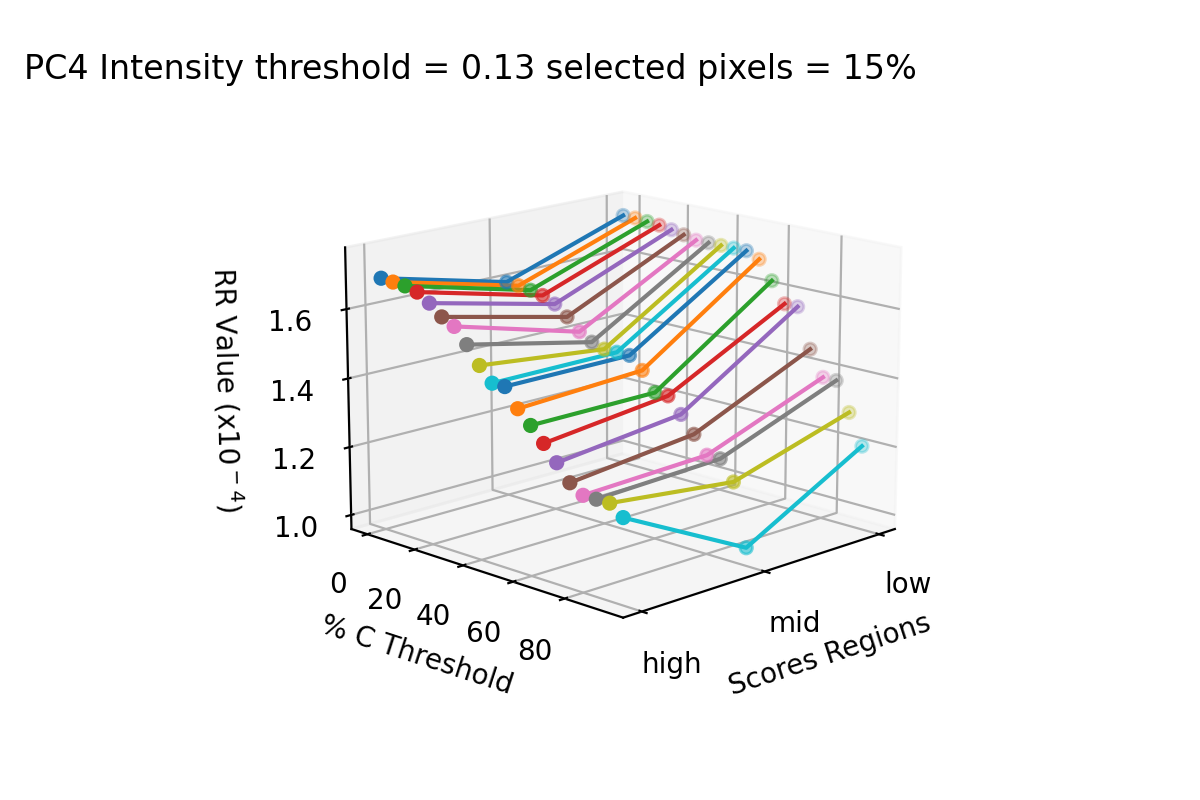 PC4 Intensity threshold = 0.13 selected pixels = 15%
RR Value (x10⁻⁴)
1.6
1.4
1.2
1.0
0
20
40
60
80
% C Threshold
high
mid
low
Scores Regions